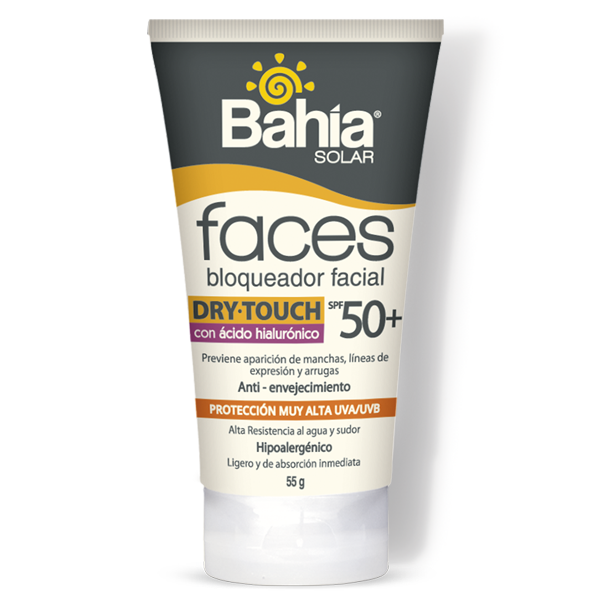 Bahía®
SOLAR
faces
bloqueador facial
DRY·TOUCH
con ácido hialurónico
SPF 50+
Previene aparición de manchas, líneas de
expresión y arrugas
Anti - envejecimiento
PROTECCIÓN MUY ALTA UVA/UVB
Alta Resistencia al agua y sudor
Hipoalergénico
Ligero y de absorción inmediata
55 g